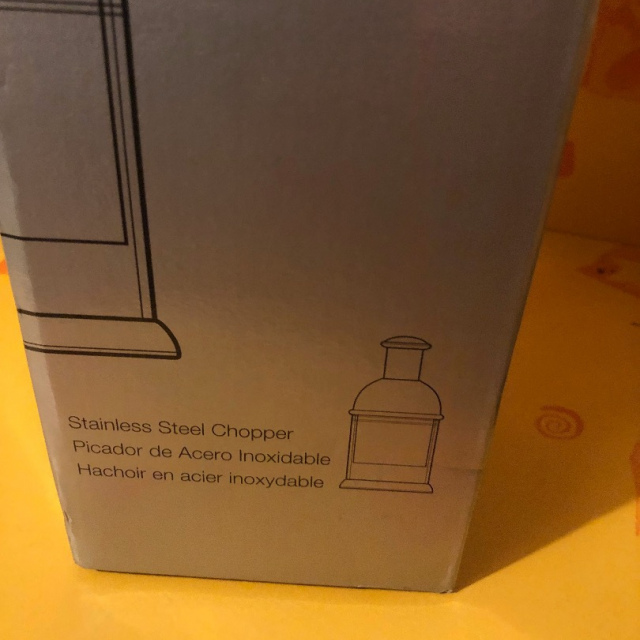 Stainless Steel Chopper
Picador de Acero Inoxidable
Hachoir en acier inoxydable